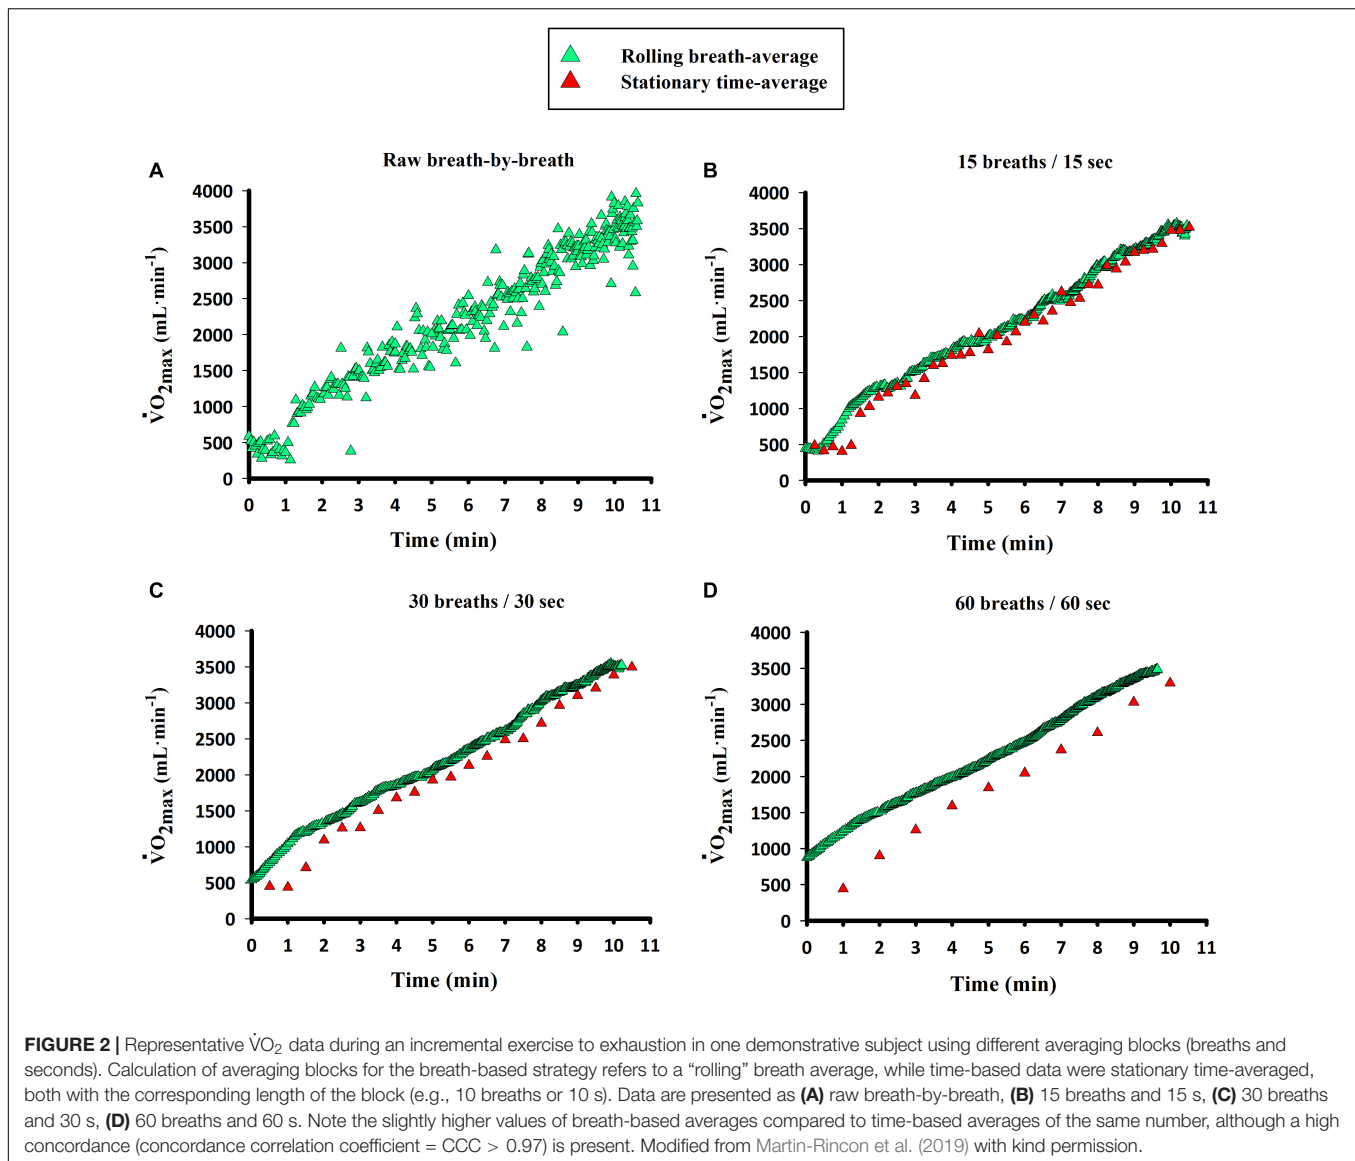 Rolling breath-average
Stationary time-average
A
Raw breath-by-breath
V̇O2max (mL·min-1)
4000
3500
3000
2500
2000
1500
1000
500
0
0 1 2 3 4 5 6 7 8 9 10 11
Time (min)
B
15 breaths / 15 sec
V̇O2max (mL·min-1)
4000
3500
3000
2500
2000
1500
1000
500
0
0 1 2 3 4 5 6 7 8 9 10 11
Time (min)
C
30 breaths / 30 sec
V̇O2max (mL·min-1)
4000
3500
3000
2500
2000
1500
1000
500
0
0 1 2 3 4 5 6 7 8 9 10 11
Time (min)
D
60 breaths / 60 sec
V̇O2max (mL·min-1)
4000
3500
3000
2500
2000
1500
1000
500
0
0 1 2 3 4 5 6 7 8 9 10 11
Time (min)
FIGURE 2 | Representative V̇O2 data during an incremental exercise to exhaustion in one demonstrative subject using different averaging blocks (breaths and
seconds). Calculation of averaging blocks for the breath-based strategy refers to a “rolling” breath average, while time-based data were stationary time-averaged,
both with the corresponding length of the block (e.g., 10 breaths or 10 s). Data are presented as (A) raw breath-by-breath, (B) 15 breaths and 15 s, (C) 30 breaths
and 30 s, (D) 60 breaths and 60 s. Note the slightly higher values of breath-based averages compared to time-based averages of the same number, although a high
concordance (concordance correlation coefficient = CCC > 0.97) is present. Modified from Martin-Rincon et al. (2019) with kind permission.